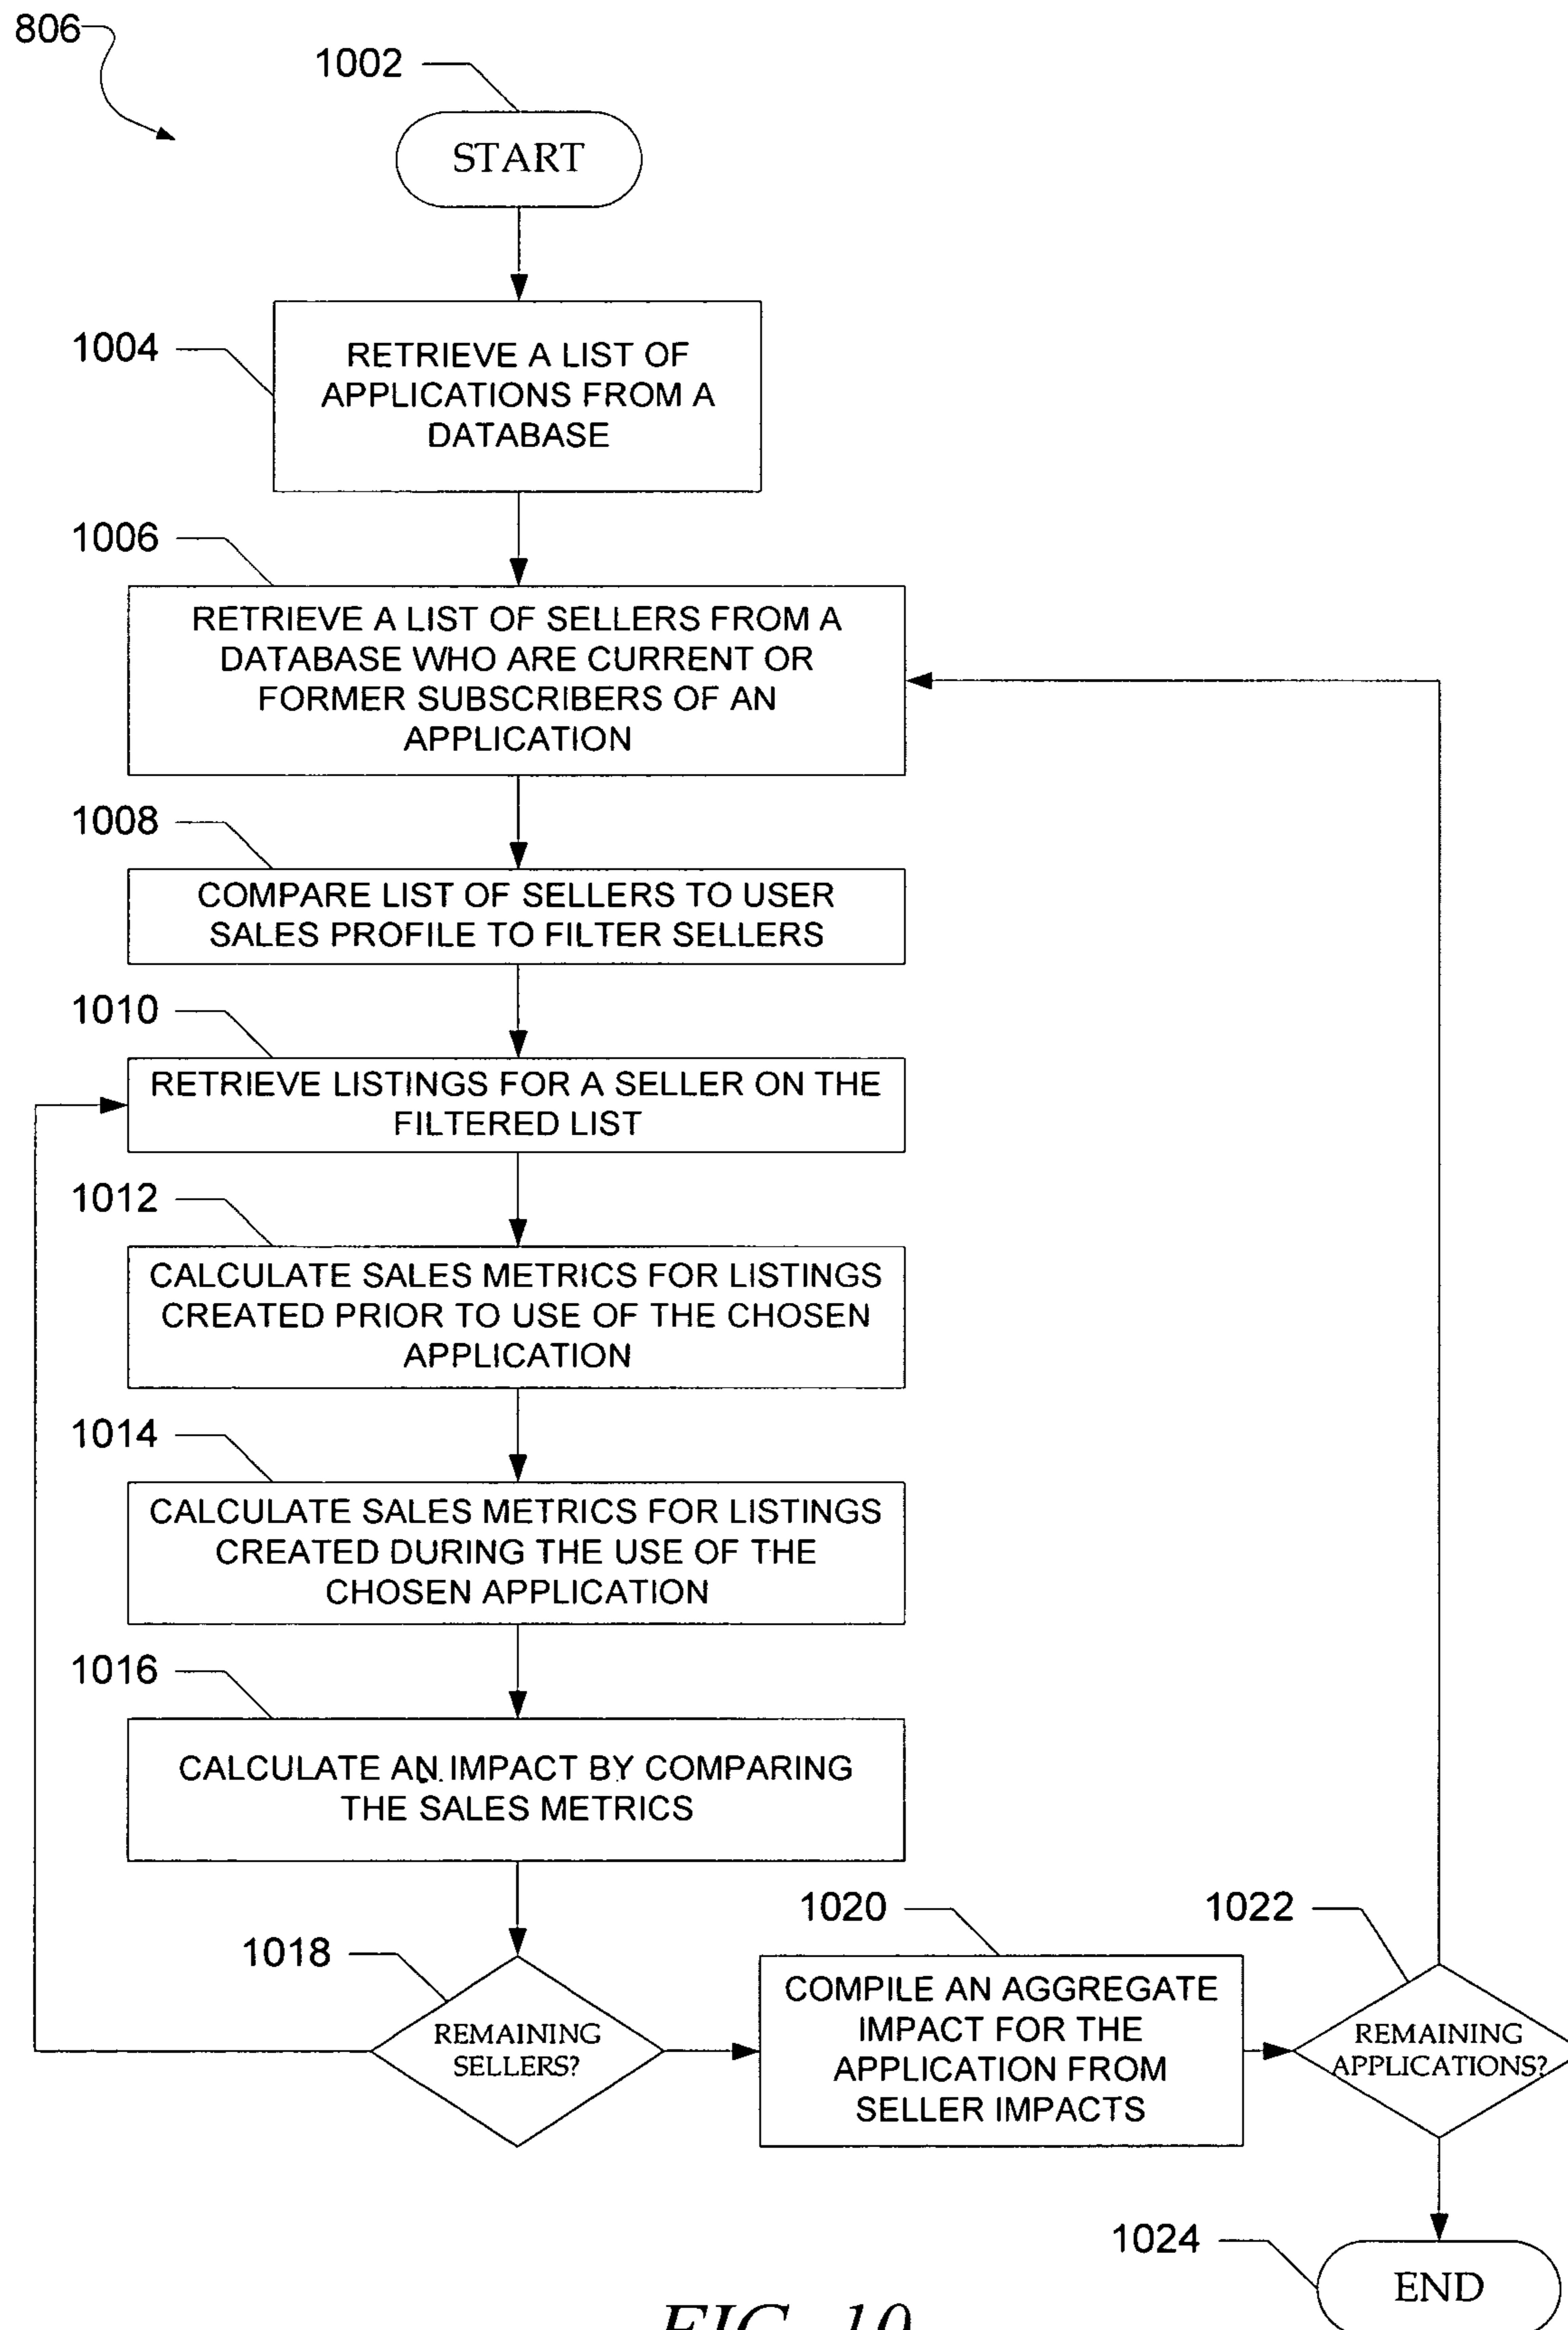 806
1002
START
1004
RETRIEVE A LIST OF
APPLICATIONS FROM A
DATABASE
1006
RETRIEVE A LIST OF SELLERS FROM A
DATABASE WHO ARE CURRENT OR
FORMER SUBSCRIBERS OF AN
APPLICATION
1008
COMPARE LIST OF SELLERS TO USER
SALES PROFILE TO FILTER SELLERS
1010
RETRIEVE LISTINGS FOR A SELLER ON THE
FILTERED LIST
1012
CALCULATE SALES METRICS FOR LISTINGS
CREATED PRIOR TO USE OF THE CHOSEN
APPLICATION
1014
CALCULATE SALES METRICS FOR LISTINGS
CREATED DURING THE USE OF THE
CHOSEN APPLICATION
1016
CALCULATE AN IMPACT BY COMPARING
THE SALES METRICS
1018
REMAINING
SELLERS?
1020
COMPILE AN AGGREGATE
IMPACT FOR THE
APPLICATION FROM
SELLER IMPACTS
1022
REMAINING
APPLICATIONS?
1024
END
FIG. 10